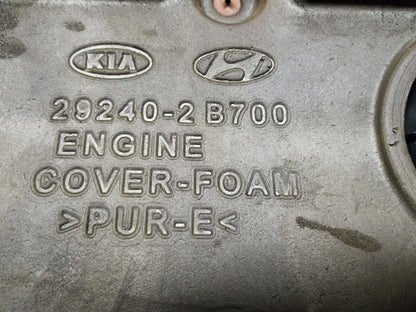 KIA
29240-2B700
ENGINE
COVER-FOAM
>PUR-E<